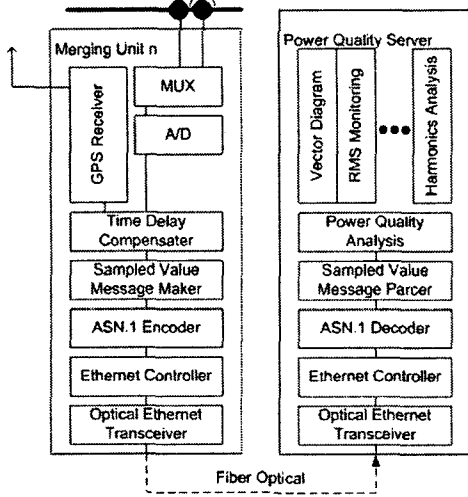 Merging Unit n
GPS Receiver
MUX
A/D
Time Delay
Compensater
Sampled Value
Message Maker
ASN.1 Encoder
Ethernet Controller
Optical Ethernet
Transceiver
Power Quality Server
Vector Diagram
RMS Monitoring
Harmonics Analysis
Power Quality
Analysis
Sampled Value
Message Parcer
ASN.1 Decoder
Ethernet Controller
Optical Ethernet
Transceiver
Fiber Optical